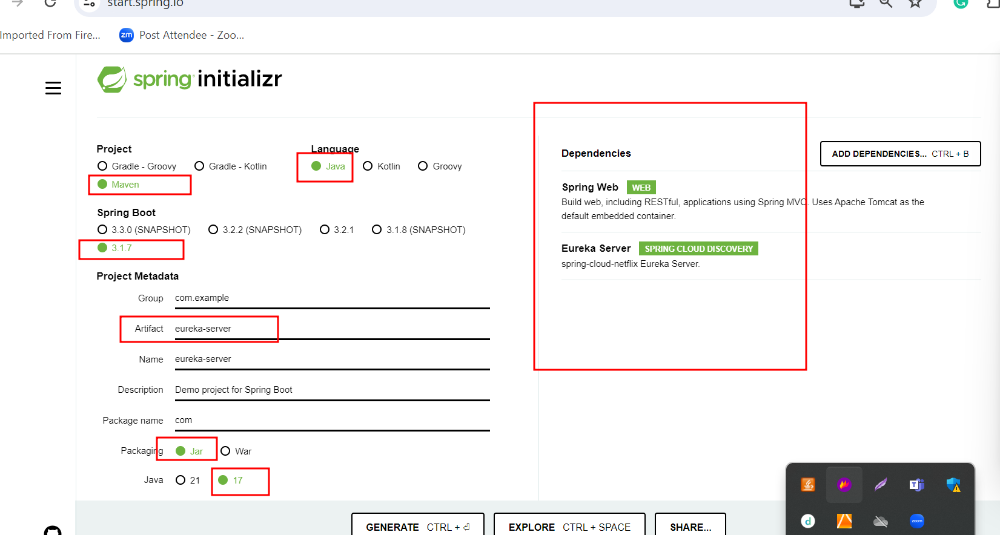 start.spring.io
Imported From Fire...
zm Post Attendee - Zoo...
spring initializr
Project
Gradle - Groovy Gradle - Kotlin
Maven
Language
Java Kotlin Groovy
Spring Boot
3.3.0 (SNAPSHOT) 3.2.2 (SNAPSHOT) 3.2.1 3.1.8 (SNAPSHOT)
3.1.7
Project Metadata
Group com.example
Artifact eureka-server
Name eureka-server
Description Demo project for Spring Boot
Package name com
Packaging Jar War
Java 21 17
Dependencies
ADD DEPENDENCIES... CTRL + B
Spring Web WEB
Build web, including RESTful, applications using Spring MVC. Uses Apache Tomcat as the
default embedded container.
Eureka Server SPRING CLOUD DISCOVERY
spring-cloud-netflix Eureka Server.
GENERATE CTRL + ⏎
EXPLORE CTRL + SPACE
SHARE...
T
d
zoom